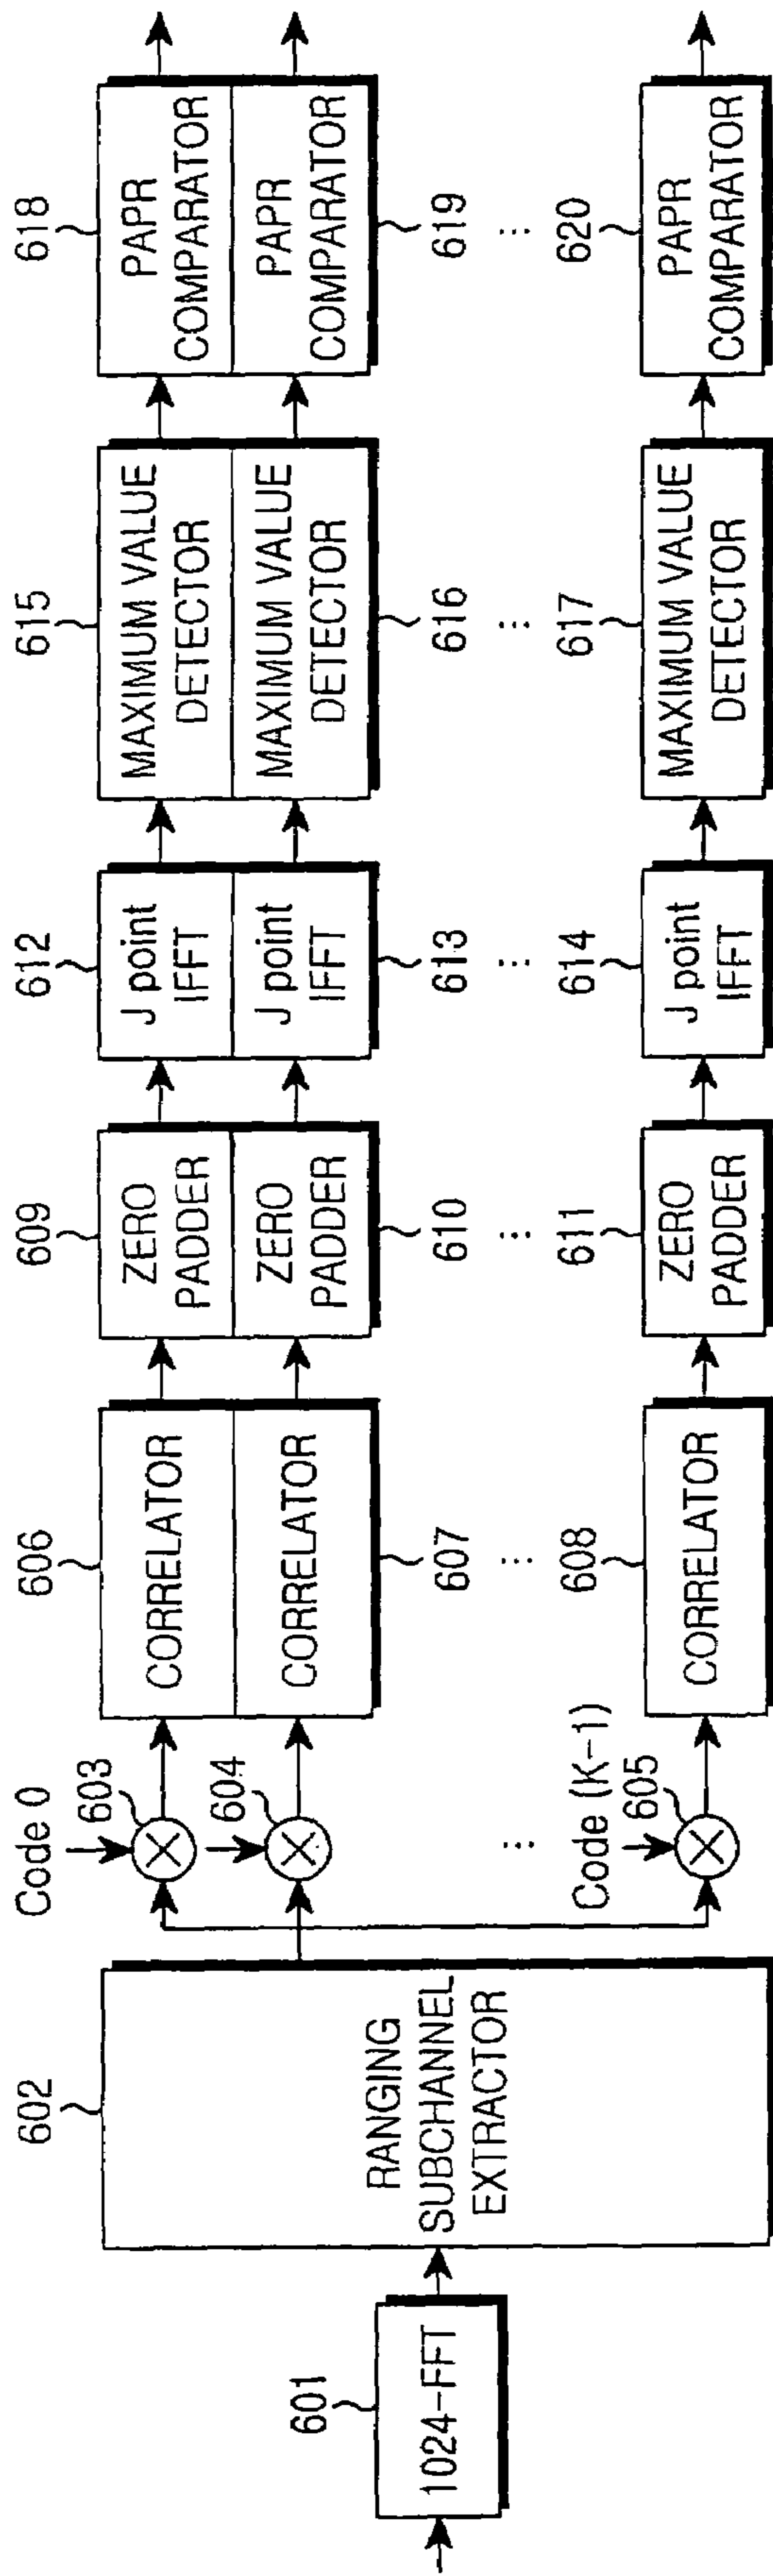 601
1024-FFT
602
RANGING
SUBCHANNEL
EXTRACTOR
Code 0
603
604
⋯
Code (K-1)
605
606
CORRELATOR
CORRELATOR
607
⋯
608
CORRELATOR
609
ZERO
PADDER
ZERO
PADDER
610
⋯
611
ZERO
PADDER
612
J point
IFFT
J point
IFFT
613
⋯
614
J point
IFFT
615
MAXIMUM VALUE
DETECTOR
MAXIMUM VALUE
DETECTOR
616
⋯
617
MAXIMUM VALUE
DETECTOR
618
PAPR
COMPARATOR
PAPR
COMPARATOR
619
⋯
620
PAPR
COMPARATOR